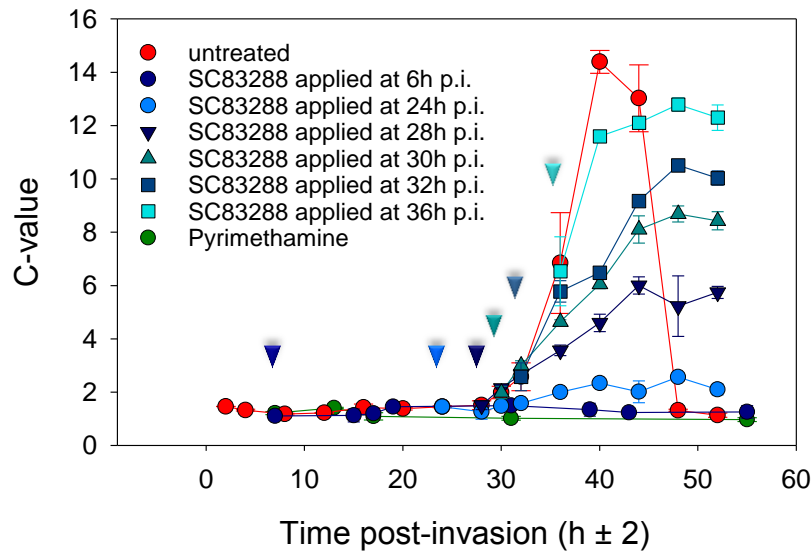 16
14
12
10
8
6
4
2
0
C-value
untreated
SC83288 applied at 6h p.i.
SC83288 applied at 24h p.i.
SC83288 applied at 28h p.i.
SC83288 applied at 30h p.i.
SC83288 applied at 32h p.i.
SC83288 applied at 36h p.i.
Pyrimethamine
0 10 20 30 40 50 60
Time post-invasion (h ± 2)